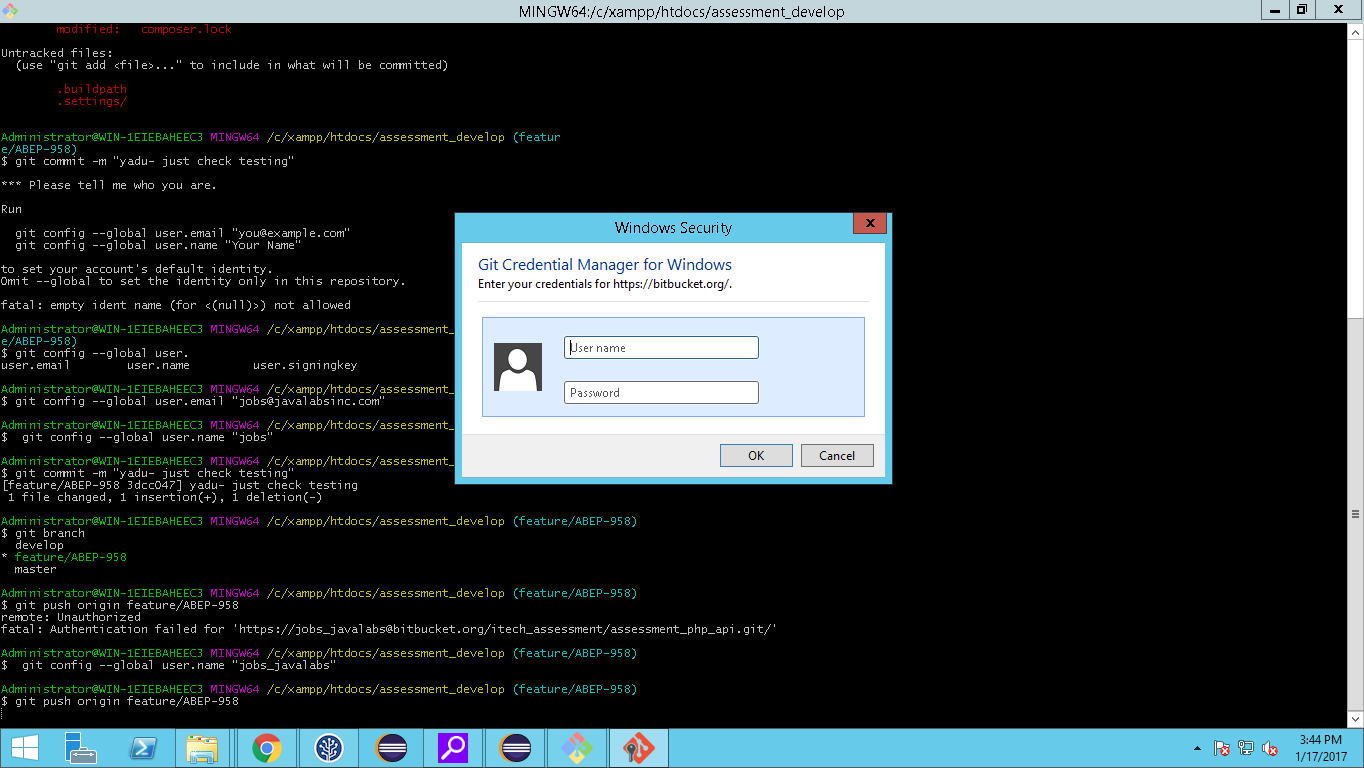 MINGW64:/c/xampp/htdocs/assessment_develop
modified:   composer.lock
Untracked files:
(use "git add <file>..." to include in what will be committed)
.buildpath
.settings/
Administrator@WIN-1EIEBAHEEC3 MINGW64 /c/xampp/htdocs/assessment_develop (featur
e/ABEP-958)
$ git commit -m "yadu- just check testing"
*** Please tell me who you are.
Run
git config --global user.email "you@example.com"
git config --global user.name "Your Name"
to set your account's default identity.
Omit --global to set the identity only in this repository.
fatal: empty ident name (for <(null)>) not allowed
Administrator@WIN-1EIEBAHEEC3 MINGW64 /c/xampp/htdocs/assessment_
e/ABEP-958)
$ git config --global user.
user.email        user.name         user.signingkey
Administrator@WIN-1EIEBAHEEC3 MINGW64 /c/xampp/htdocs/assessment_
$ git config --global user.email "jobs@javalabsinc.com"
Administrator@WIN-1EIEBAHEEC3 MINGW64 /c/xampp/htdocs/assessment_
$  git config --global user.name "jobs"
Administrator@WIN-1EIEBAHEEC3 MINGW64 /c/xampp/htdocs/assessment_
$ git commit -m "yadu- just check testing"
[feature/ABEP-958 3dcc047] yadu- just check testing
1 file changed, 1 insertion(+), 1 deletion(-)
Administrator@WIN-1EIEBAHEEC3 MINGW64 /c/xampp/htdocs/assessment_develop (feature/ABEP-958)
$ git branch
develop
* feature/ABEP-958
master
Administrator@WIN-1EIEBAHEEC3 MINGW64 /c/xampp/htdocs/assessment_develop (feature/ABEP-958)
$ git push origin feature/ABEP-958
remote: Unauthorized
fatal: Authentication failed for 'https://jobs_javalabs@bitbucket.org/itech_assessment/assessment_php_api.git/'
Administrator@WIN-1EIEBAHEEC3 MINGW64 /c/xampp/htdocs/assessment_develop (feature/ABEP-958)
$  git config --global user.name "jobs_javalabs"
Administrator@WIN-1EIEBAHEEC3 MINGW64 /c/xampp/htdocs/assessment_develop (feature/ABEP-958)
$ git push origin feature/ABEP-958
Windows Security
Git Credential Manager for Windows
Enter your credentials for https://bitbucket.org/.
User name
Password
OK
Cancel
3:44 PM
1/17/2017